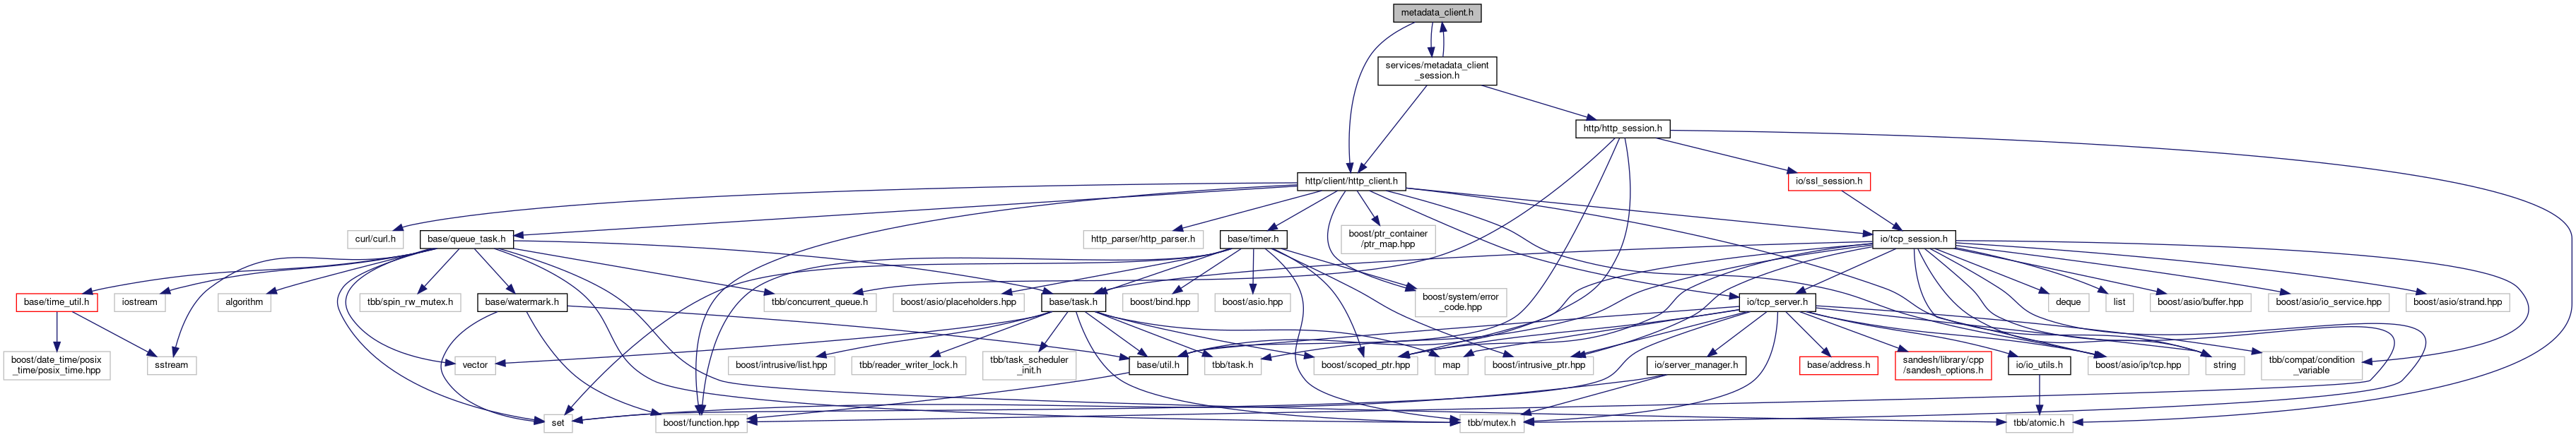 metadata_client.h
services/metadata_client
_session.h
http/http_session.h
http/client/http_client.h
io/ssl_session.h
curl/curl.h
base/queue_task.h
http_parser/http_parser.h
base/timer.h
boost/ptr_container
/ptr_map.hpp
io/tcp_session.h
base/time_util.h
iostream
algorithm
tbb/spin_rw_mutex.h
base/watermark.h
tbb/concurrent_queue.h
boost/asio/placeholders.hpp
base/task.h
boost/bind.hpp
boost/asio.hpp
boost/system/error
_code.hpp
io/tcp_server.h
deque
list
boost/asio/buffer.hpp
boost/asio/io_service.hpp
boost/asio/strand.hpp
boost/date_time/posix
_time/posix_time.hpp
sstream
vector
boost/intrusive/list.hpp
tbb/reader_writer_lock.h
tbb/task_scheduler
_init.h
base/util.h
tbb/task.h
boost/scoped_ptr.hpp
map
boost/intrusive_ptr.hpp
io/server_manager.h
base/address.h
sandesh/library/cpp
/sandesh_options.h
io/io_utils.h
boost/asio/ip/tcp.hpp
string
tbb/compat/condition
_variable
set
boost/function.hpp
tbb/mutex.h
tbb/atomic.h